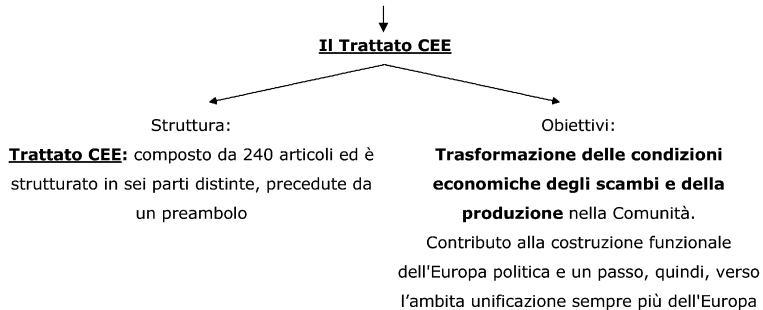 Il Trattato CEE
Struttura:
Trattato CEE: composto da 240 articoli ed è
strutturato in sei parti distinte, precedute da
un preambolo
Obiettivi:
Trasformazione delle condizioni
economiche degli scambi e della
produzione nella Comunità.
Contributo alla costruzione funzionale
dell'Europa politica e un passo, quindi, verso
l’ambita unificazione sempre più dell'Europa